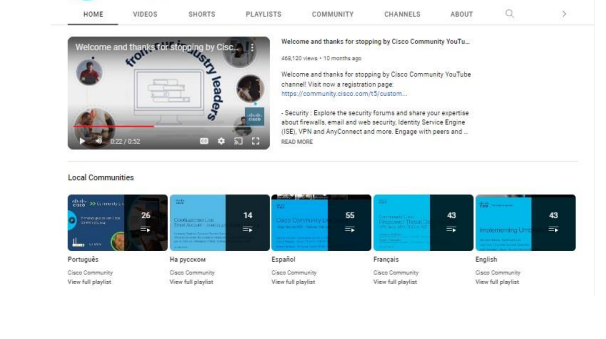 HOME VIDEOS SHORTS PLAYLISTS COMMUNITY CHANNELS ABOUT
Welcome and thanks for stopping by Cisc...
from industry leaders
0:22 / 0:52
Welcome and thanks for stopping by Cisco Community YouTu...
468,120 views • 10 months ago
Welcome and thanks for stopping by Cisco Community YouTube
channel! Visit now a registration page:
https://community.cisco.com/t5/custom...
- Security : Explore the security forums and share your expertise
about firewalls, email and web security, Identity Service Engine
(ISE), VPN and AnyConnect and more. Engage with peers and ...
READ MORE
Local Communities
26 14 55 43 43
Português На русском Español Français English
Cisco Community Cisco Community Cisco Community Cisco Community Cisco Community
View full playlist View full playlist View full playlist View full playlist View full playlist